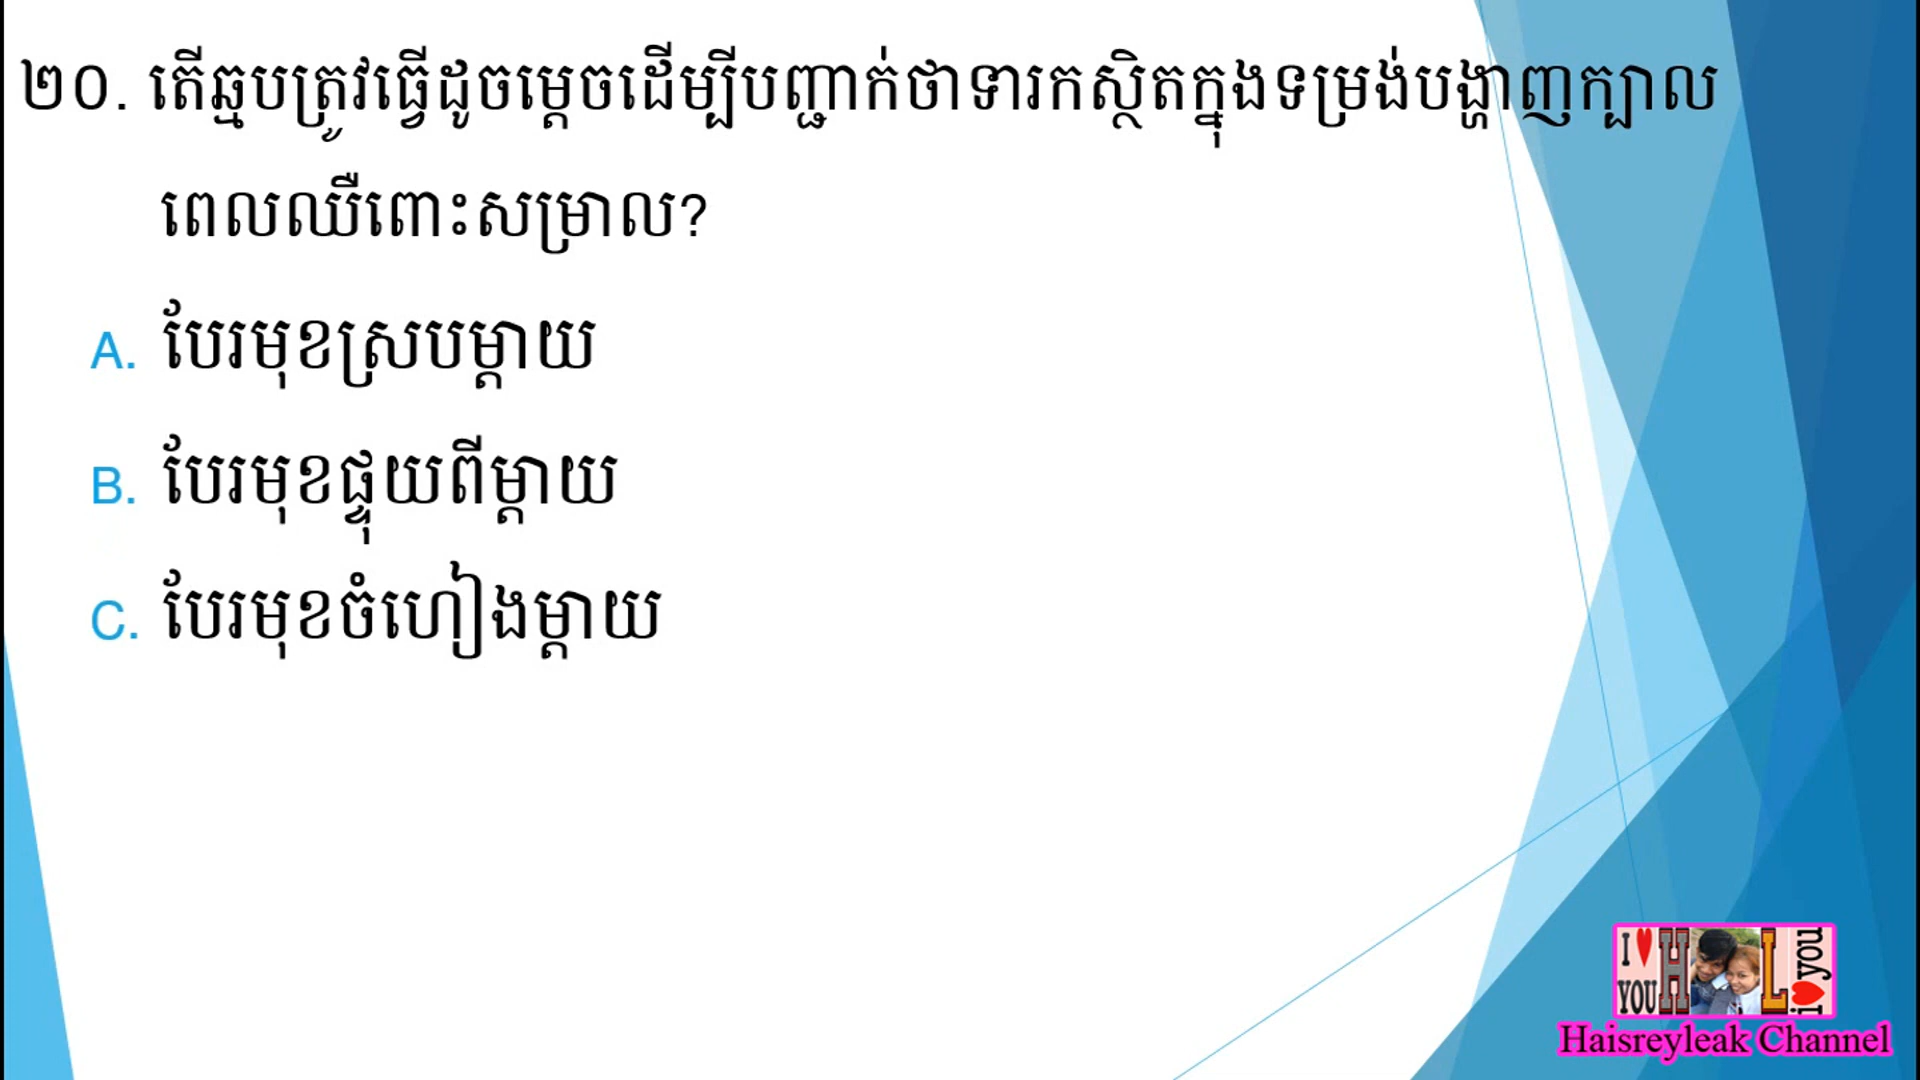 ២០. តើឆ្មបត្រូវធ្វើដូចម្ដេចដើម្បីបញ្ជាក់ថាទារកស្ថិតក្នុងទម្រង់បង្ហាញក្បាល
ពេលឈឺពោះសម្រាល?
A. បែរមុខស្របម្ដាយ
B. បែរមុខផ្ទុយពីម្ដាយ
C. បែរមុខចំហៀងម្ដាយ
I ♥ YOU H L i ♥ you
Haisreyleak Channel